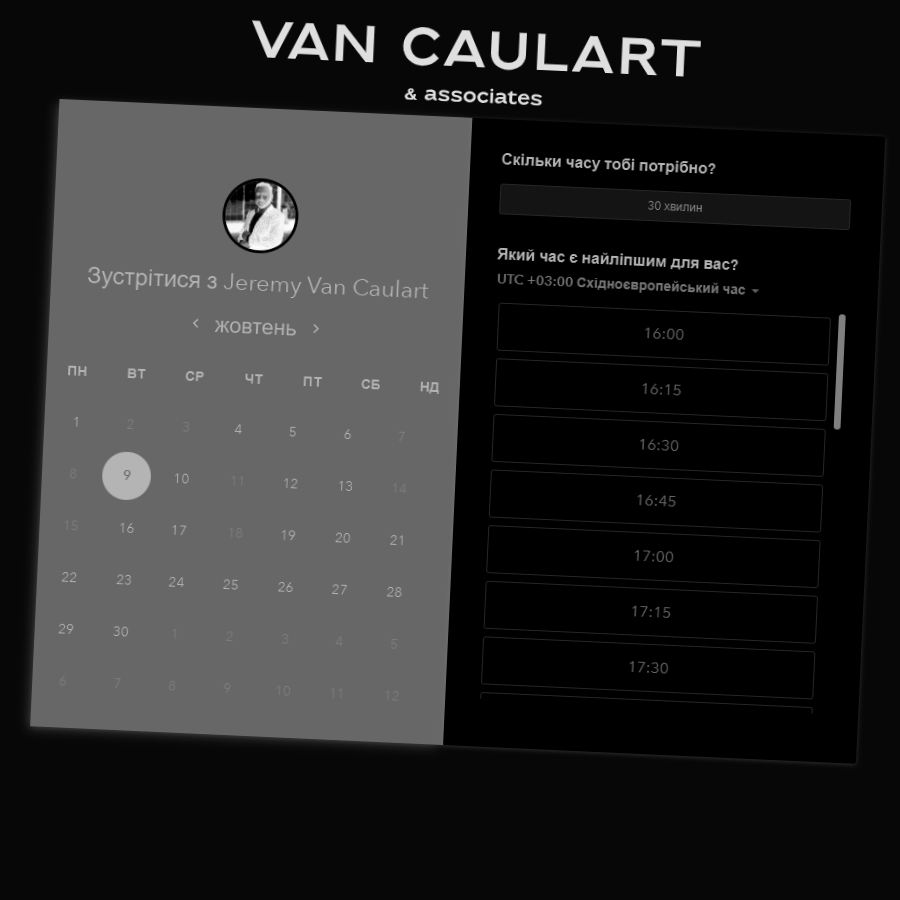 VAN CAULART
& associates
Зустрітися з Jeremy Van Caulart
жовтень
ПН ВТ СР ЧТ ПТ СБ НД
1 2 3 4 5 6 7
8 9 10 11 12 13 14
15 16 17 18 19 20 21
22 23 24 25 26 27 28
29 30 1 2 3 4 5
6 7 8 9 10 11 12
Скільки часу тобі потрібно?
30 хвилин
Який час є найліпшим для вас?
UTC +03:00 Східноєвропейський час
16:00
16:15
16:30
16:45
17:00
17:15
17:30